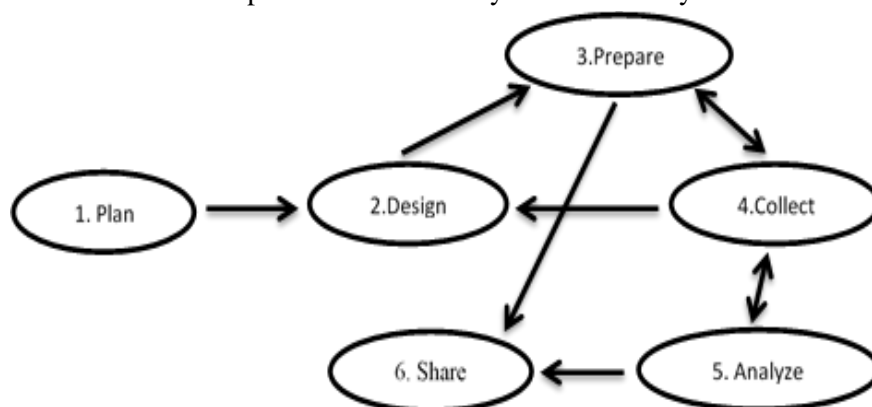 3.Prepare
1. Plan
2.Design
4.Collect
6. Share
5. Analyze